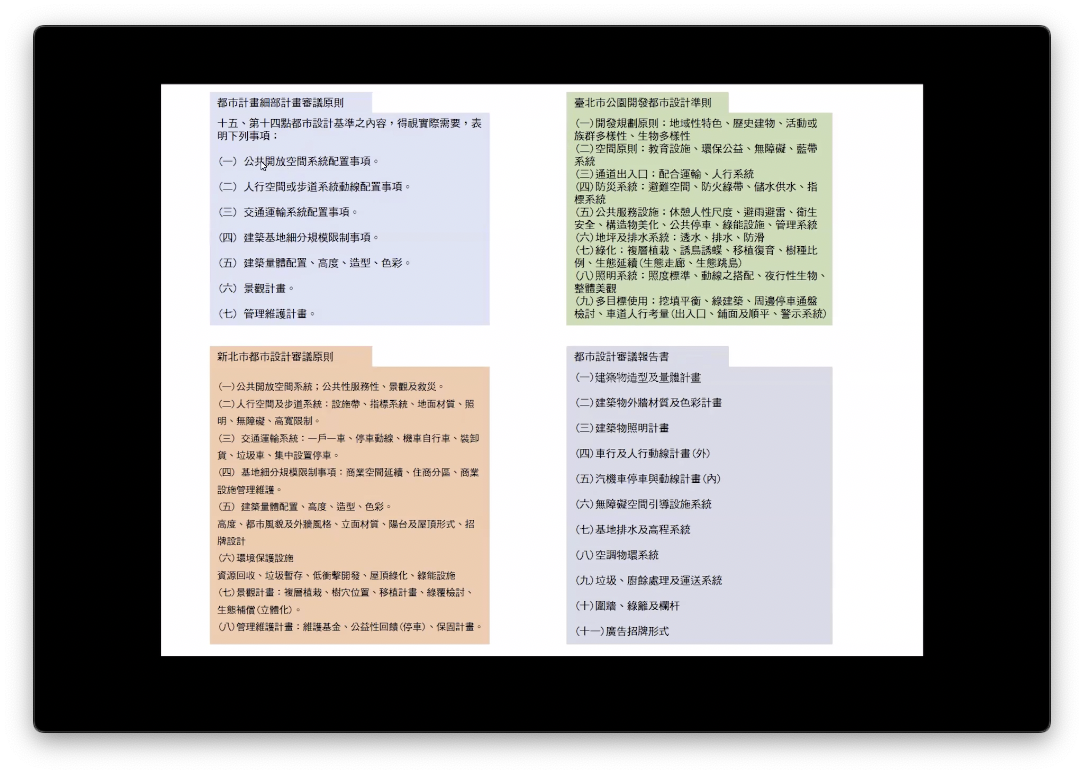 都市計畫細部計畫審議原則
十五、第十四點都市設計基準之內容，得視實際需要，表
明下列事項：
（一） 公共開放空間系統配置事項。
（二） 人行空間或步道系統動線配置事項。
（三） 交通運輸系統配置事項。
（四） 建築基地細分規模限制事項。
（五） 建築量體配置、高度、造型、色彩。
（六） 景觀計畫。
（七） 管理維護計畫。
臺北市公園開發都市設計準則
(一)開發規劃原則：地域性特色、歷史建物、活動或
族群多樣性、生物多樣性
(二)空間原則：教育設施、環保公益、無障礙、藍帶
系統
(三)通道出入口：配合運輸、人行系統
(四)防災系統：避難空間、防火綠帶、儲水供水、指
標系統
(五)公共服務設施：休憩人性尺度、避雨避雷、衛生
安全、構造物美化、公共停車、綠能設施、管理系統
(六)地坪及排水系統：透水、排水、防滑
(七)綠化：複層植栽、誘鳥誘蝶、移植復育、樹種比
例、生態延續(生態走廊、生態跳島)
(八)照明系統：照度標準、動線之搭配、夜行性生物、
整體美觀
(九)多目標使用：挖填平衡、綠建築、周邊停車通盤
檢討、車道人行考量(出入口、鋪面及順平、警示系統)
新北市都市設計審議原則
(一)公共開放空間系統；公共性服務性、景觀及救災。
(二)人行空間及步道系統：設施帶、指標系統、地面材質、照
明、無障礙、高寬限制。
(三) 交通運輸系統：一戶一車、停車動線、機車自行車、裝卸
貨、垃圾車、集中設置停車。
(四) 基地細分規模限制事項：商業空間延續、住商分區、商業
設施管理維護。
(五) 建築量體配置、高度、造型、色彩。
高度、都市風貌及外牆風格、立面材質、陽台及屋頂形式、招
牌設計
(六)環境保護設施
資源回收、垃圾暫存、低衝擊開發、屋頂綠化、綠能設施
(七)景觀計畫：複層植栽、樹穴位置、移植計畫、綠覆檢討、
生態補償(立體化)。
(八)管理維護計畫：維護基金、公益性回饋(停車)、保固計畫。
都市設計審議報告書
(一)建築物造型及量體計畫
(二)建築物外牆材質及色彩計畫
(三)建築物照明計畫
(四)車行及人行動線計畫(外)
(五)汽機車停車與動線計畫(內)
(六)無障礙空間引導設施系統
(七)基地排水及高程系統
(八)空調物環系統
(九)垃圾、廚餘處理及運送系統
(十)圍牆、綠籬及欄杆
(十一)廣告招牌形式